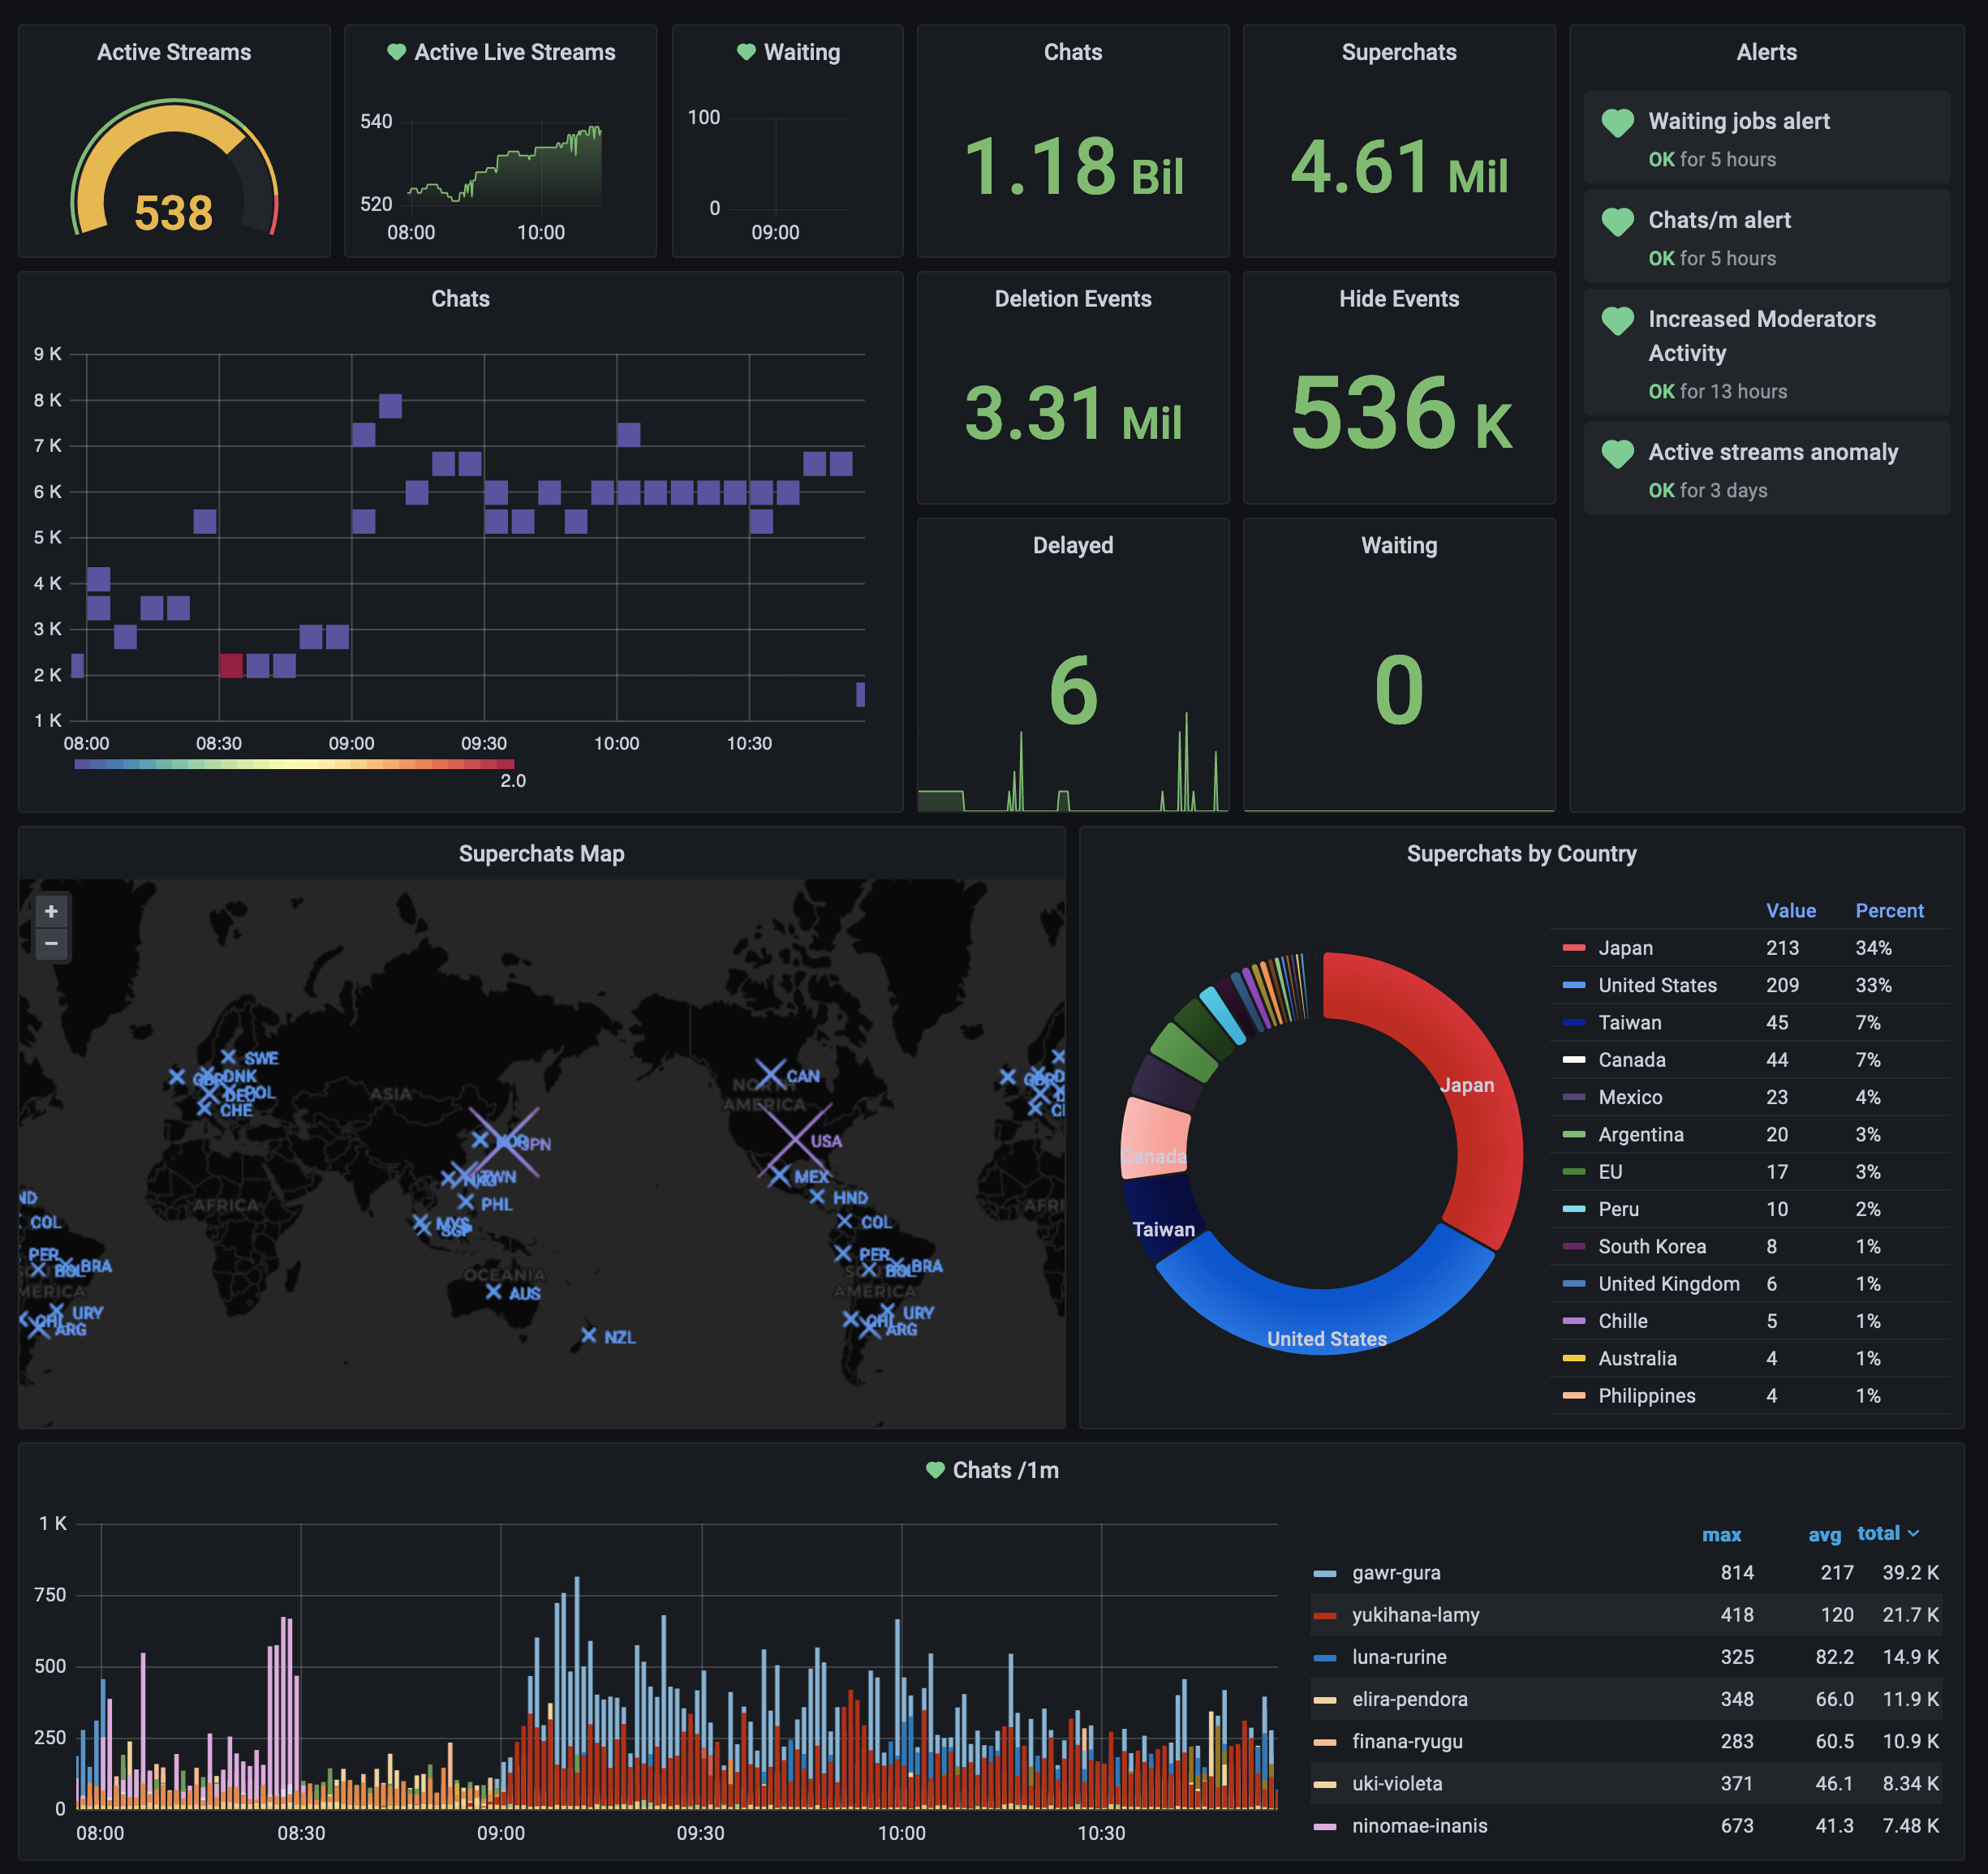 Active Streams
538
Active Live Streams
540
520
08:00 10:00
Waiting
100
0
09:00
Chats
1.18 Bil
Superchats
4.61 Mil
Alerts
Waiting jobs alert
OK for 5 hours
Chats/m alert
OK for 5 hours
Increased Moderators
Activity
OK for 13 hours
Active streams anomaly
OK for 3 days
Chats
9 K
8 K
7 K
6 K
5 K
4 K
3 K
2 K
1 K
08:00 08:30 09:00 09:30 10:00 10:30
2.0
Deletion Events
3.31 Mil
Hide Events
536 K
Delayed
6
Waiting
0
Superchats Map
+
−
SWE
GBR DNK
DEU POL
CHE
ASIA
AFRICA
KOR JPN
TWN
PHL
MYS
SGP
OCEANIA
AUS
NZL
CAN
NORTH
AMERICA
USA
MEX
HND
COL
PER
BOL BRA
AMERICA
URY
CHL
ARG
ND
COL
PER
BOL BRA
MERICA
URY
CHL
ARG
GBR
AFRI
Superchats by Country
Japan
Canada
Taiwan
United States
Value Percent
Japan 213 34%
United States 209 33%
Taiwan 45 7%
Canada 44 7%
Mexico 23 4%
Argentina 20 3%
EU 17 3%
Peru 10 2%
South Korea 8 1%
United Kingdom 6 1%
Chille 5 1%
Australia 4 1%
Philippines 4 1%
Chats /1m
1 K
750
500
250
0
08:00 08:30 09:00 09:30 10:00 10:30
max avg total
gawr-gura 814 217 39.2 K
yukihana-lamy 418 120 21.7 K
luna-rurine 325 82.2 14.9 K
elira-pendora 348 66.0 11.9 K
finana-ryugu 283 60.5 10.9 K
uki-violeta 371 46.1 8.34 K
ninomae-inanis 673 41.3 7.48 K